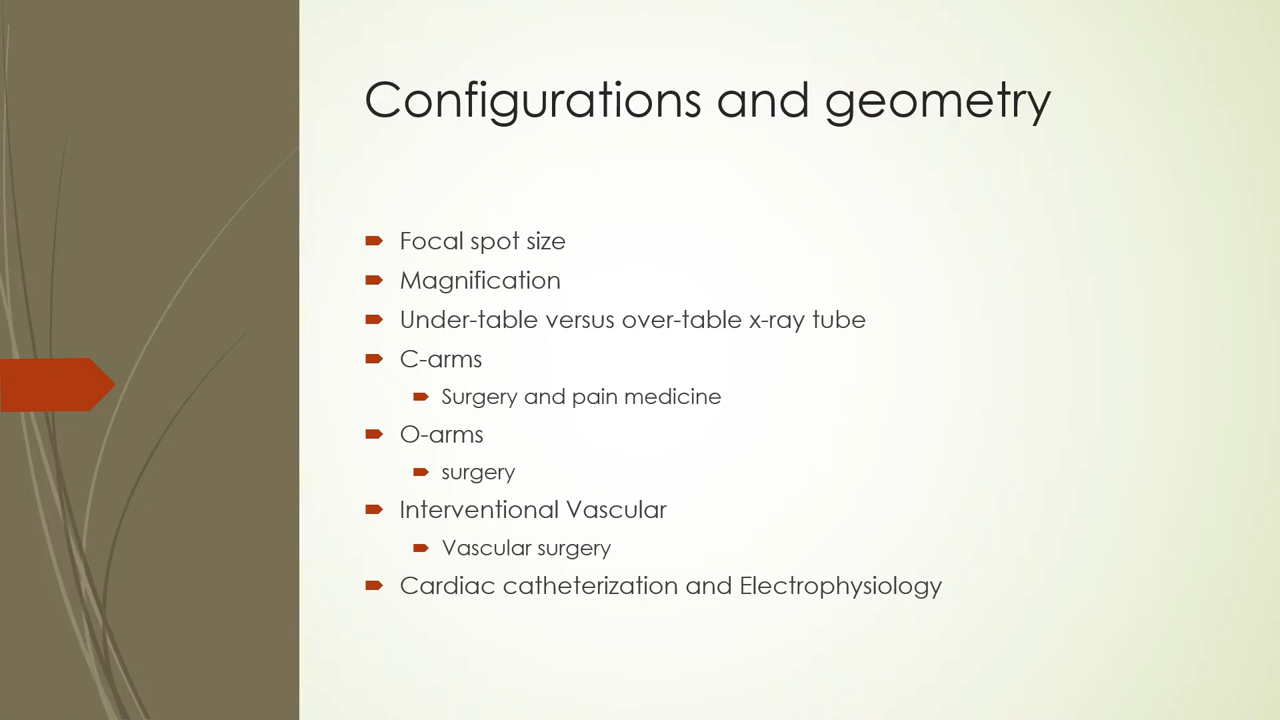 Configurations and geometry
Focal spot size
Magnification
Under-table versus over-table x-ray tube
C-arms
Surgery and pain medicine
O-arms
surgery
Interventional Vascular
Vascular surgery
Cardiac catheterization and Electrophysiology